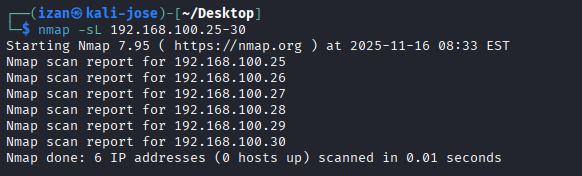 ┌──(izan㉿kali-jose)-[~/Desktop]
└─$ nmap -sL 192.168.100.25-30
Starting Nmap 7.95 ( https://nmap.org ) at 2025-11-16 08:33 EST
Nmap scan report for 192.168.100.25
Nmap scan report for 192.168.100.26
Nmap scan report for 192.168.100.27
Nmap scan report for 192.168.100.28
Nmap scan report for 192.168.100.29
Nmap scan report for 192.168.100.30
Nmap done: 6 IP addresses (0 hosts up) scanned in 0.01 seconds